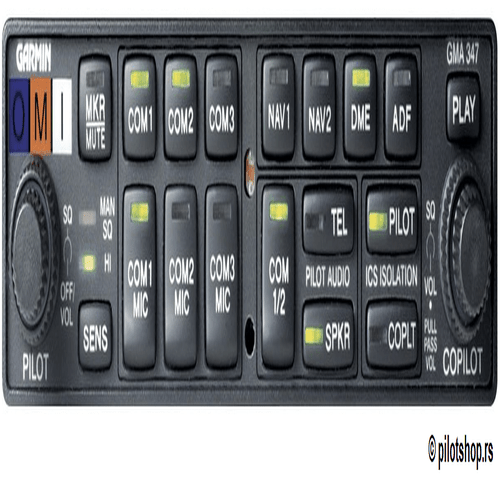 GARMIN
GMA 347
O M I
MKR
MUTE
COM1
COM2
COM3
NAV1
NAV2
DME
ADF
PLAY
SQ
MAN
SQ
HI
OFF/
VOL
SENS
PILOT
COM1
MIC
COM2
MIC
COM3
MIC
COM
1/2
TEL
PILOT AUDIO
SPKR
PILOT
ICS ISOLATION
COPLT
SQ
VOL
PULL
PASS
VOL
COPILOT
© pilotshop.rs